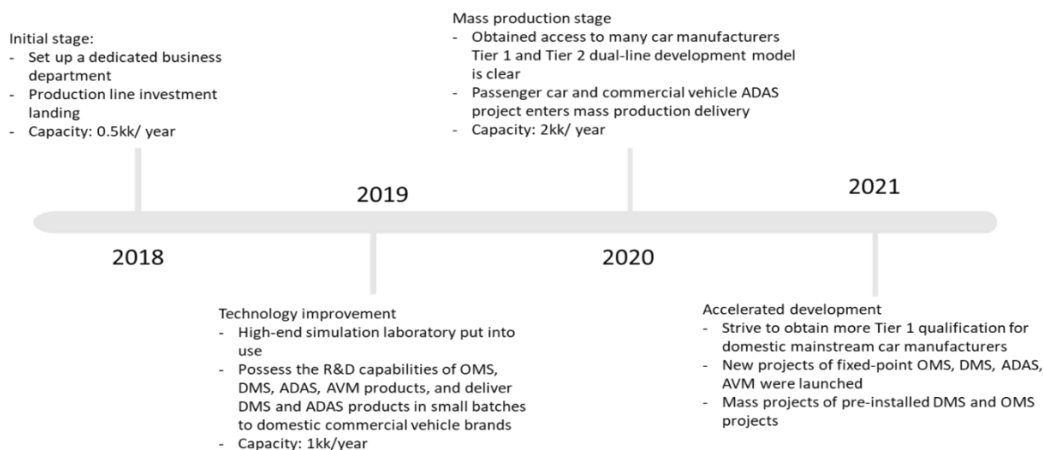 Initial stage:
- Set up a dedicated business
department
- Production line investment
landing
- Capacity: 0.5kk/ year
2018
2019
Technology improvement
- High-end simulation laboratory put into
use
- Possess the R&D capabilities of OMS,
DMS, ADAS, AVM products, and deliver
DMS and ADAS products in small batches
to domestic commercial vehicle brands
- Capacity: 1kk/year
Mass production stage
- Obtained access to many car manufacturers
Tier 1 and Tier 2 dual-line development model
is clear
- Passenger car and commercial vehicle ADAS
project enters mass production delivery
- Capacity: 2kk/ year
2020
2021
Accelerated development
- Strive to obtain more Tier 1 qualification for
domestic mainstream car manufacturers
- New projects of fixed-point OMS, DMS, ADAS,
AVM were launched
- Mass projects of pre-installed DMS and OMS
projects